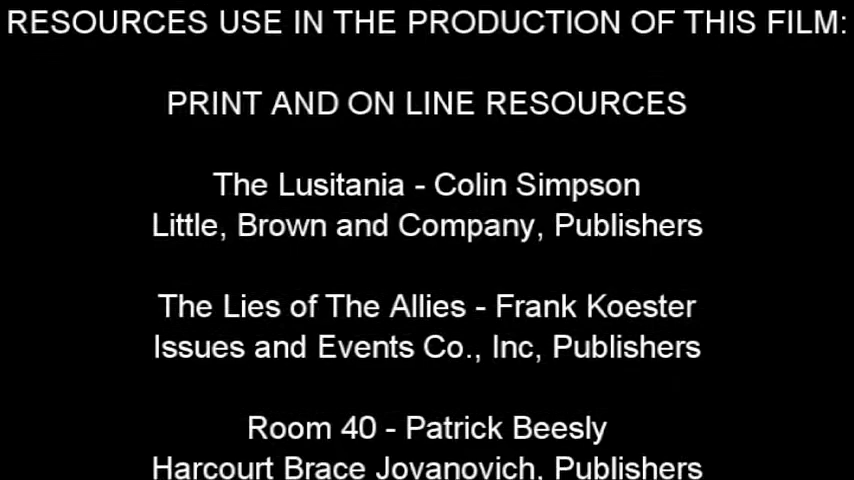 RESOURCES USE IN THE PRODUCTION OF THIS FILM:
PRINT AND ON LINE RESOURCES
The Lusitania - Colin Simpson
Little, Brown and Company, Publishers
The Lies of The Allies - Frank Koester
Issues and Events Co., Inc, Publishers
Room 40 - Patrick Beesly
Harcourt Brace Jovanovich, Publishers